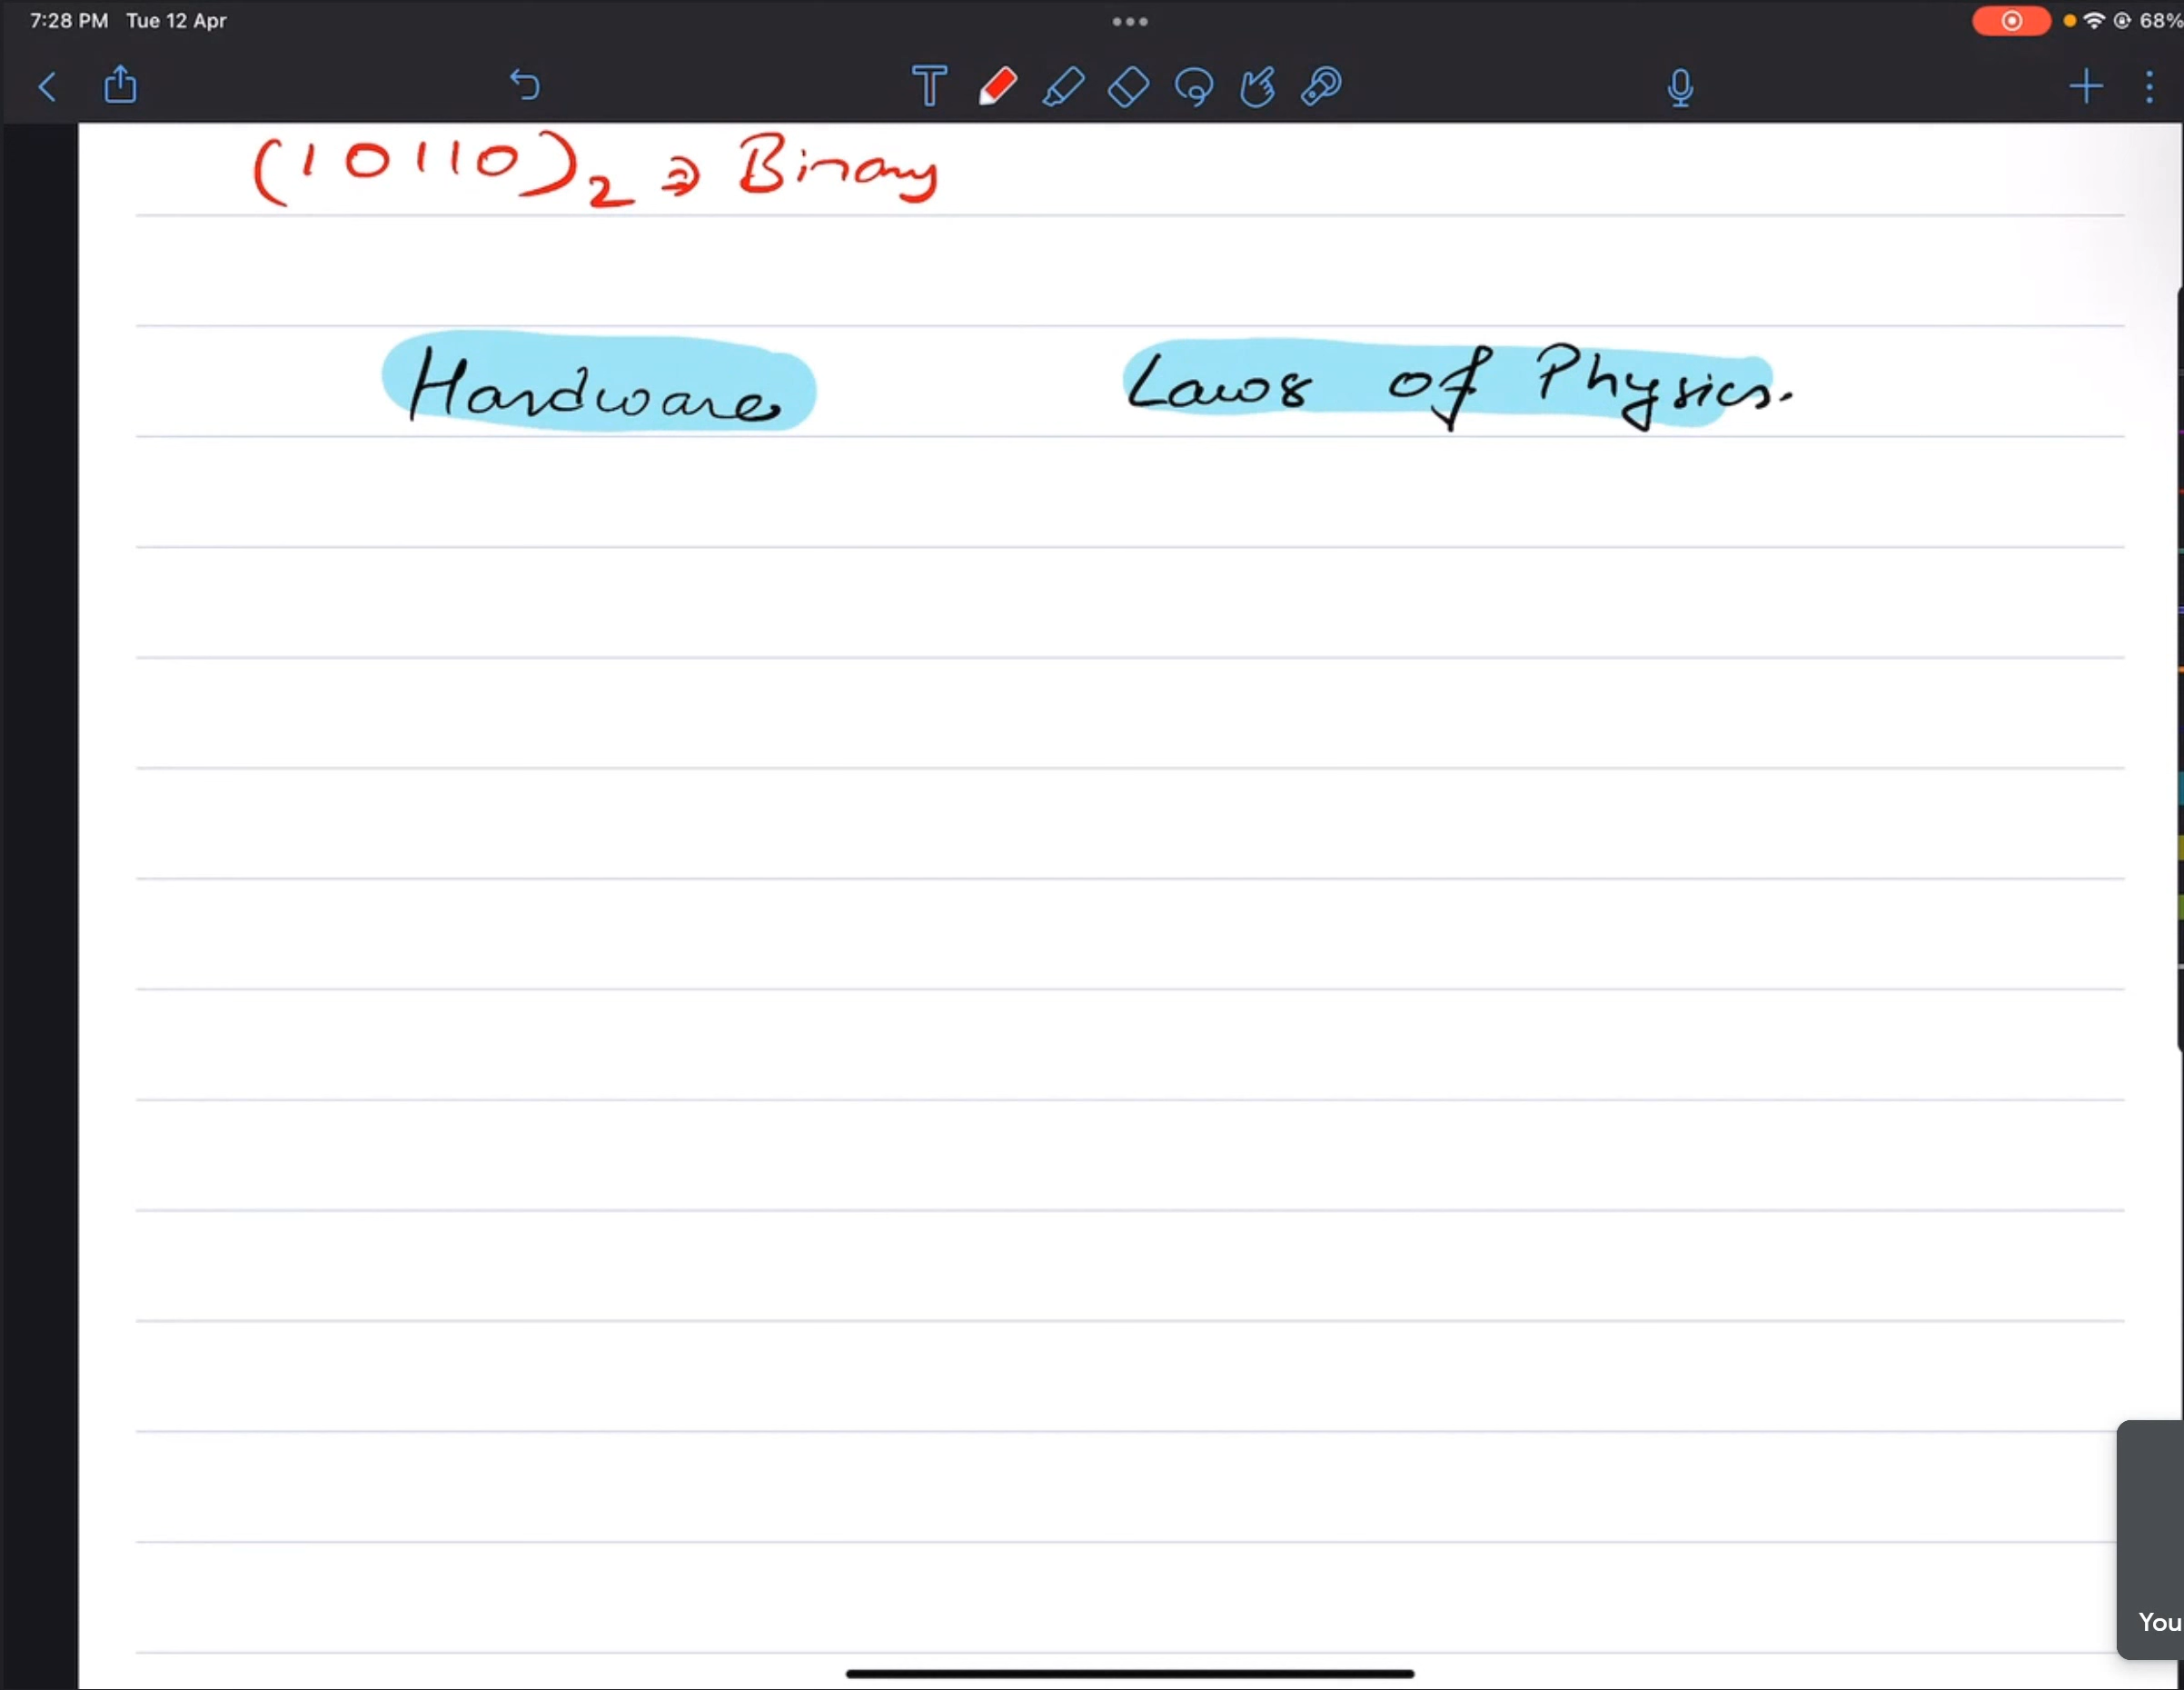 7:28 PM Tue 12 Apr 68%
T
(10110)₂ ⇒ Binary
Hardware Laws of Physics.
You